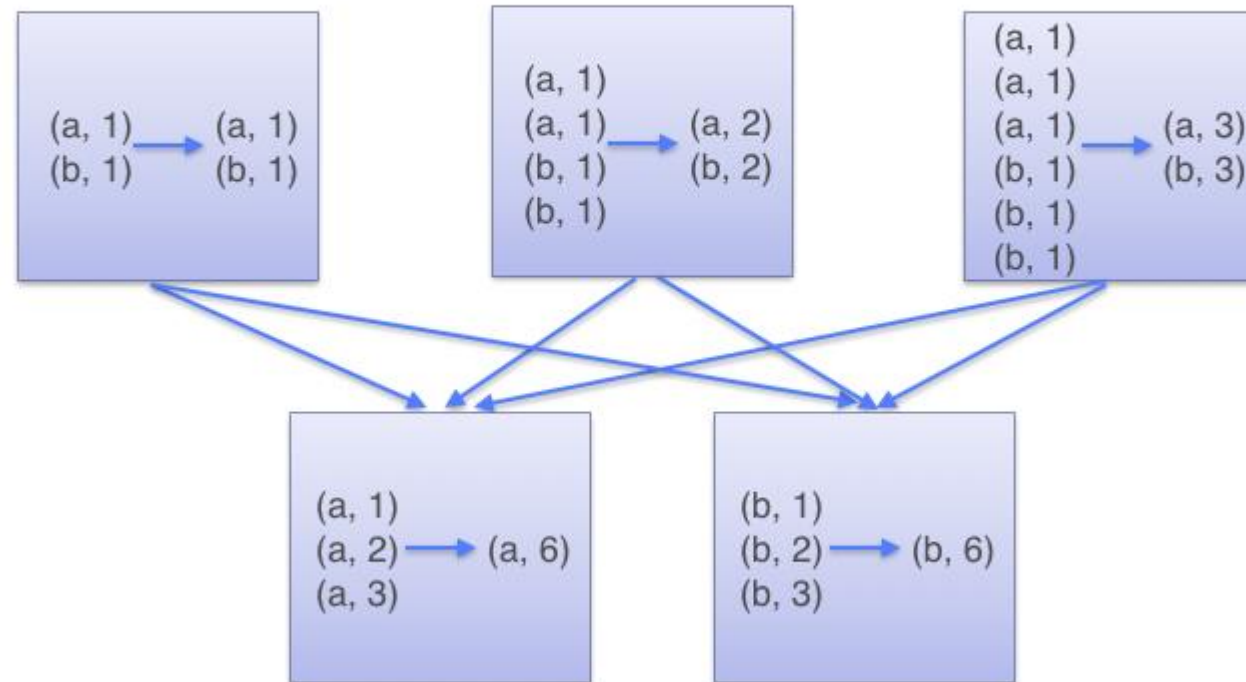 (a, 1)
(b, 1)
(a, 1)
(b, 1)
(a, 1)
(a, 1)
(b, 1)
(b, 1)
(a, 2)
(b, 2)
(a, 1)
(a, 1)
(a, 1)
(b, 1)
(b, 1)
(b, 1)
(a, 3)
(b, 3)
(a, 1)
(a, 2)
(a, 3)
(a, 6)
(b, 1)
(b, 2)
(b, 3)
(b, 6)